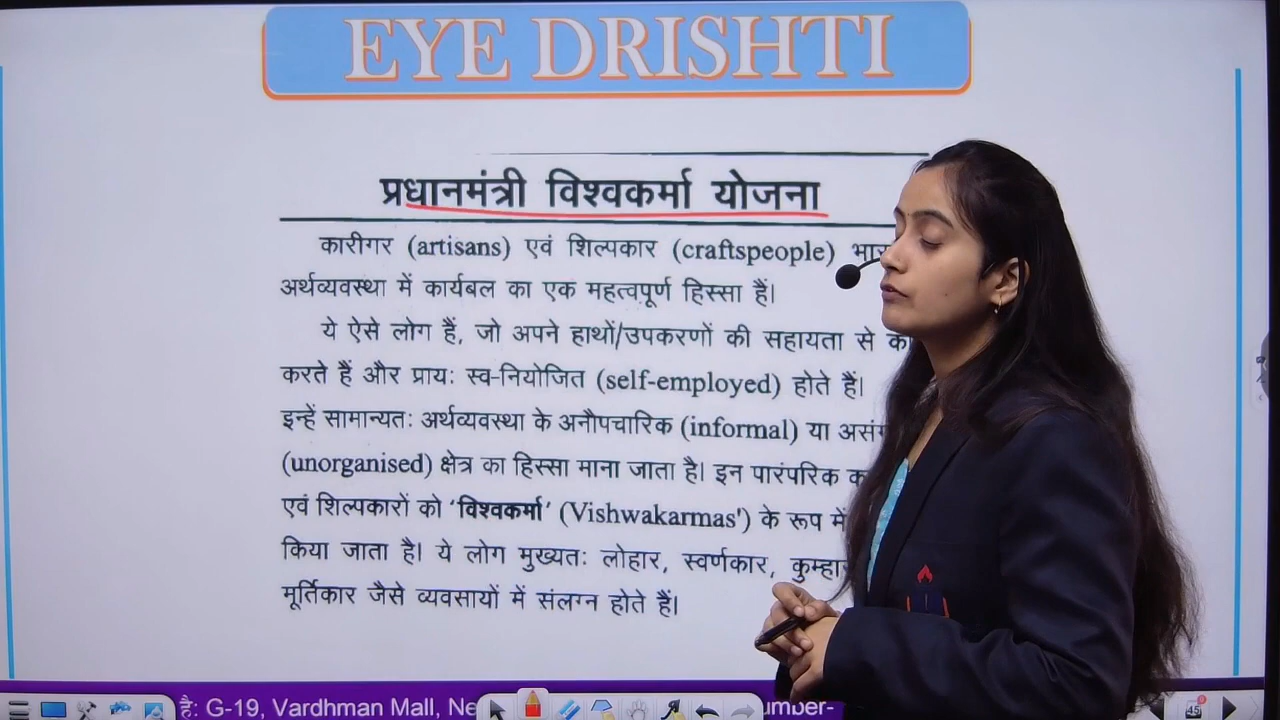 EYE DRISHTI
प्रधानमंत्री विश्वकर्मा योजना
कारीगर (artisans) एवं शिल्पकार (craftspeople)
अर्थव्यवस्था में कार्यबल का एक महत्वपूर्ण हिस्सा हैं।
ये ऐसे लोग हैं, जो अपने हाथों/उपकरणों की सहायता से
करते हैं और प्रायः स्व-नियोजित (self-employed) होते हैं।
इन्हें सामान्यतः अर्थव्यवस्था के अनौपचारिक (informal) या
(unorganised) क्षेत्र का हिस्सा माना जाता है। इन पारंपरिक
एवं शिल्पकारों को 'विश्वकर्मा' (Vishwakarmas') के रूप में
किया जाता है। ये लोग मुख्यतः लोहार, स्वर्णकार,
मूर्तिकार जैसे व्यवसायों में संलग्न होते हैं।
है: G-19, Vardhman Mall,
45